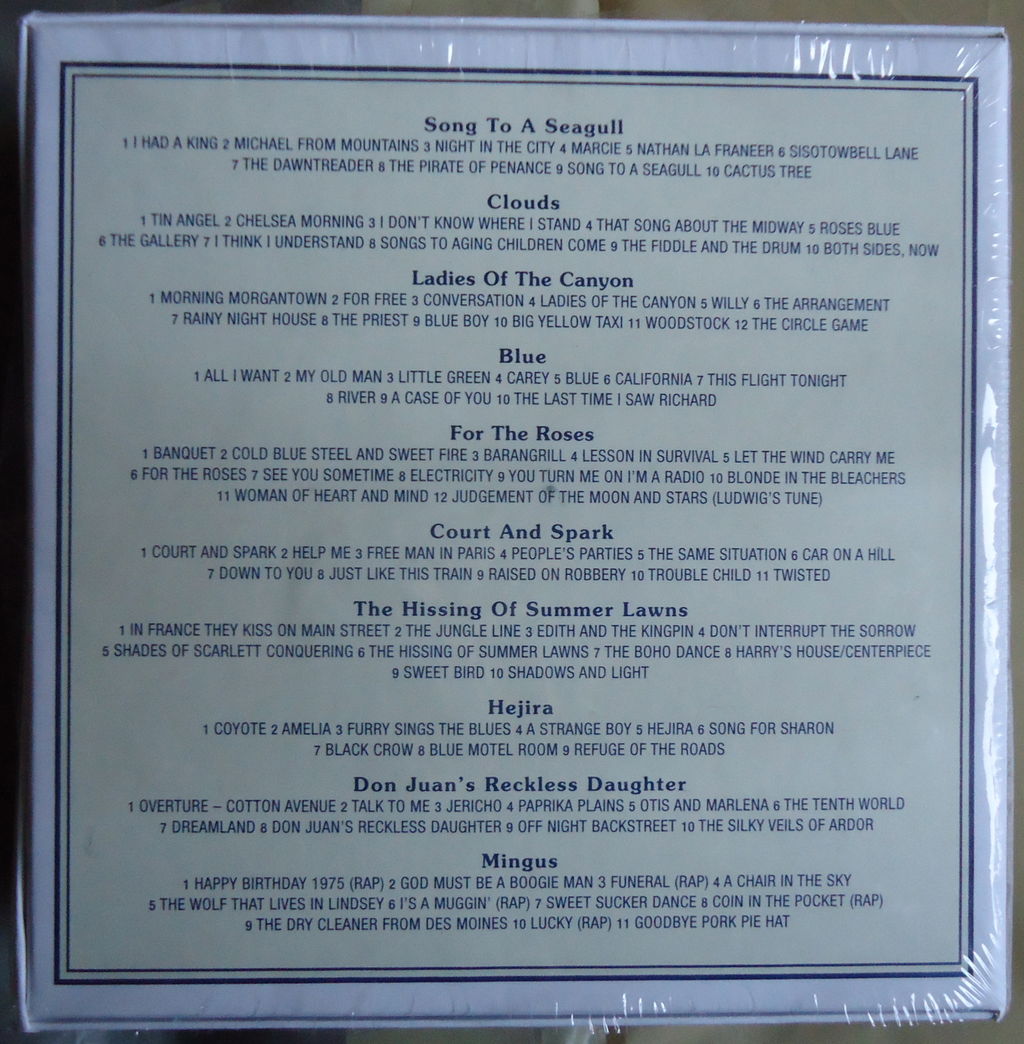 Song To A Seagull
1 I HAD A KING 2 MICHAEL FROM MOUNTAINS 3 NIGHT IN THE CITY 4 MARCIE 5 NATHAN LA FRANEER 6 SISOTOWBELL LANE
7 THE DAWNTREADER 8 THE PIRATE OF PENANCE 9 SONG TO A SEAGULL 10 CACTUS TREE
Clouds
1 TIN ANGEL 2 CHELSEA MORNING 3 I DON'T KNOW WHERE I STAND 4 THAT SONG ABOUT THE MIDWAY 5 ROSES BLUE
6 THE GALLERY 7 I THINK I UNDERSTAND 8 SONGS TO AGING CHILDREN COME 9 THE FIDDLE AND THE DRUM 10 BOTH SIDES, NOW
Ladies Of The Canyon
1 MORNING MORGANTOWN 2 FOR FREE 3 CONVERSATION 4 LADIES OF THE CANYON 5 WILLY 6 THE ARRANGEMENT
7 RAINY NIGHT HOUSE 8 THE PRIEST 9 BLUE BOY 10 BIG YELLOW TAXI 11 WOODSTOCK 12 THE CIRCLE GAME
Blue
1 ALL I WANT 2 MY OLD MAN 3 LITTLE GREEN 4 CAREY 5 BLUE 6 CALIFORNIA 7 THIS FLIGHT TONIGHT
8 RIVER 9 A CASE OF YOU 10 THE LAST TIME I SAW RICHARD
For The Roses
1 BANQUET 2 COLD BLUE STEEL AND SWEET FIRE 3 BARANGRILL 4 LESSON IN SURVIVAL 5 LET THE WIND CARRY ME
6 FOR THE ROSES 7 SEE YOU SOMETIME 8 ELECTRICITY 9 YOU TURN ME ON I'M A RADIO 10 BLONDE IN THE BLEACHERS
11 WOMAN OF HEART AND MIND 12 JUDGEMENT OF THE MOON AND STARS (LUDWIG'S TUNE)
Court And Spark
1 COURT AND SPARK 2 HELP ME 3 FREE MAN IN PARIS 4 PEOPLE'S PARTIES 5 THE SAME SITUATION 6 CAR ON A HILL
7 DOWN TO YOU 8 JUST LIKE THIS TRAIN 9 RAISED ON ROBBERY 10 TROUBLE CHILD 11 TWISTED
The Hissing Of Summer Lawns
1 IN FRANCE THEY KISS ON MAIN STREET 2 THE JUNGLE LINE 3 EDITH AND THE KINGPIN 4 DON'T INTERRUPT THE SORROW
5 SHADES OF SCARLETT CONQUERING 6 THE HISSING OF SUMMER LAWNS 7 THE BOHO DANCE 8 HARRY'S HOUSE/CENTERPIECE
9 SWEET BIRD 10 SHADOWS AND LIGHT
Hejira
1 COYOTE 2 AMELIA 3 FURRY SINGS THE BLUES 4 A STRANGE BOY 5 HEJIRA 6 SONG FOR SHARON
7 BLACK CROW 8 BLUE MOTEL ROOM 9 REFUGE OF THE ROADS
Don Juan's Reckless Daughter
1 OVERTURE – COTTON AVENUE 2 TALK TO ME 3 JERICHO 4 PAPRIKA PLAINS 5 OTIS AND MARLENA 6 THE TENTH WORLD
7 DREAMLAND 8 DON JUAN'S RECKLESS DAUGHTER 9 OFF NIGHT BACKSTREET 10 THE SILKY VEILS OF ARDOR
Mingus
1 HAPPY BIRTHDAY 1975 (RAP) 2 GOD MUST BE A BOOGIE MAN 3 FUNERAL (RAP) 4 A CHAIR IN THE SKY
5 THE WOLF THAT LIVES IN LINDSEY 6 I'S A MUGGIN' (RAP) 7 SWEET SUCKER DANCE 8 COIN IN THE POCKET (RAP)
9 THE DRY CLEANER FROM DES MOINES 10 LUCKY (RAP) 11 GOODBYE PORK PIE HAT